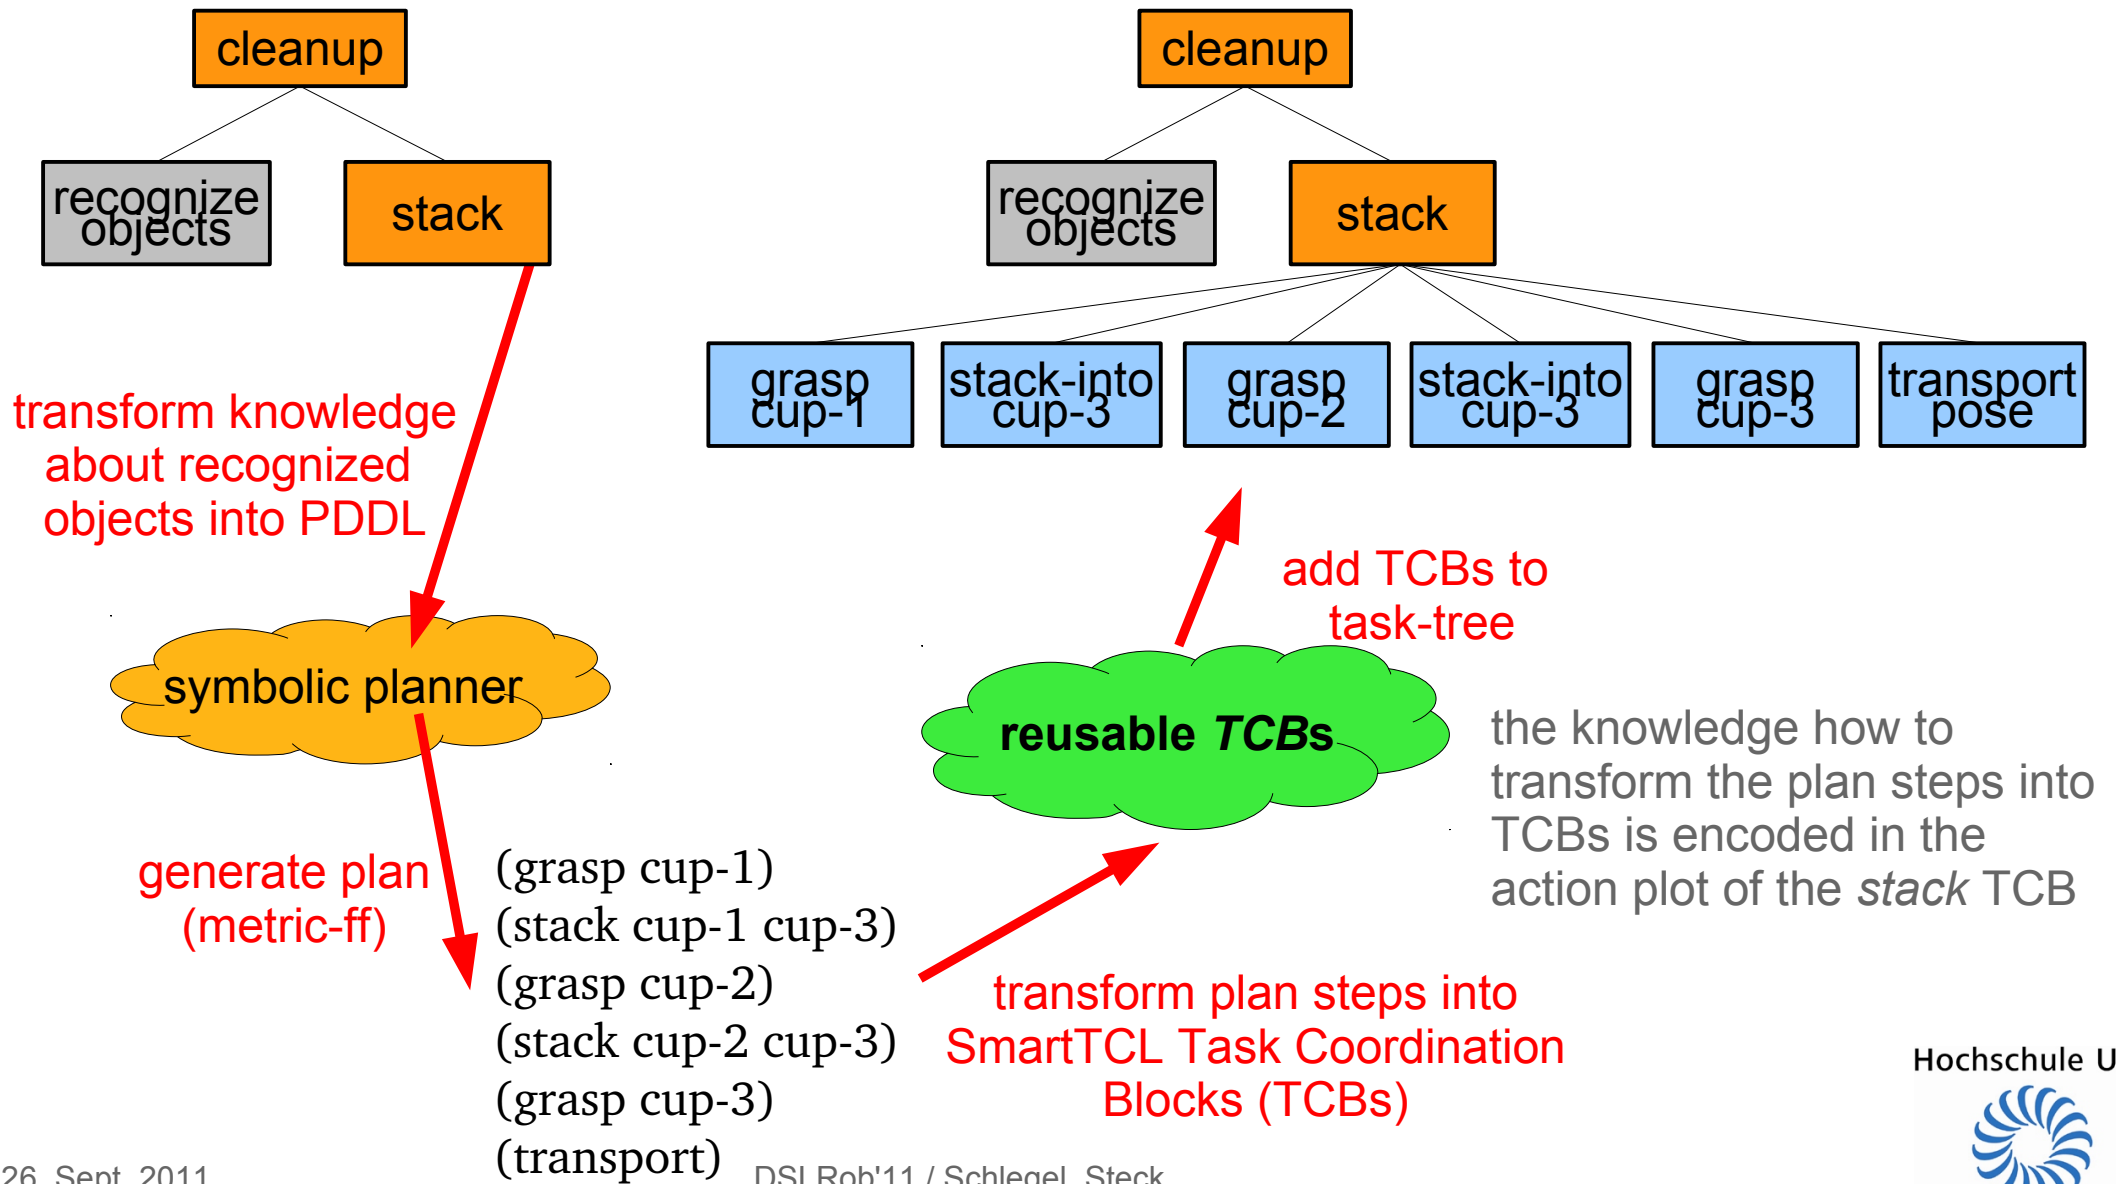 cleanup
recognize
objects
stack
transform knowledge
about recognized
objects into PDDL
symbolic planner
generate plan
(metric-ff)
(grasp cup-1)
(stack cup-1 cup-3)
(grasp cup-2)
(stack cup-2 cup-3)
(grasp cup-3)
(transport)
cleanup
recognize
objects
stack
grasp
cup-1
stack-into
cup-3
grasp
cup-2
stack-into
cup-3
grasp
cup-3
transport
pose
add TCBs to
task-tree
reusable TCBs
transform plan steps into
SmartTCL Task Coordination
Blocks (TCBs)
the knowledge how to
transform the plan steps into
TCBs is encoded in the
action plot of the stack TCB
Hochschule U
26. Sept. 2011
DSLRob'11 / Schlegel, Steck